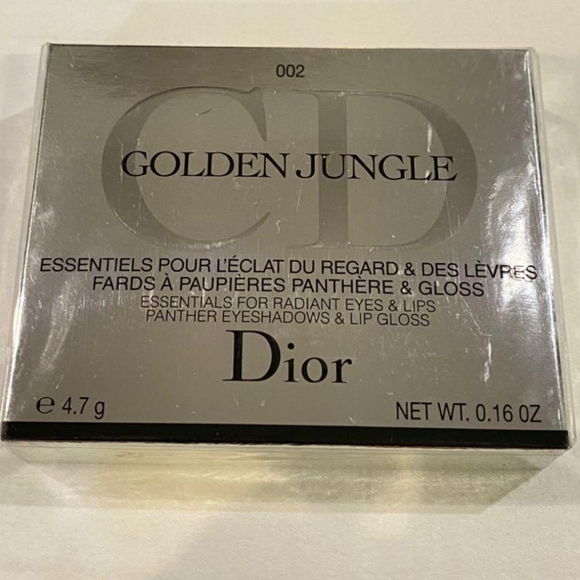 002
CD
GOLDEN JUNGLE
ESSENTIELS POUR L'ÉCLAT DU REGARD & DES LÈVRES
FARDS À PAUPIÈRES PANTHÈRE & GLOSS
ESSENTIALS FOR RADIANT EYES & LIPS
PANTHER EYESHADOWS & LIP GLOSS
Dior
℮ 4.7 g NET WT. 0.16 OZ